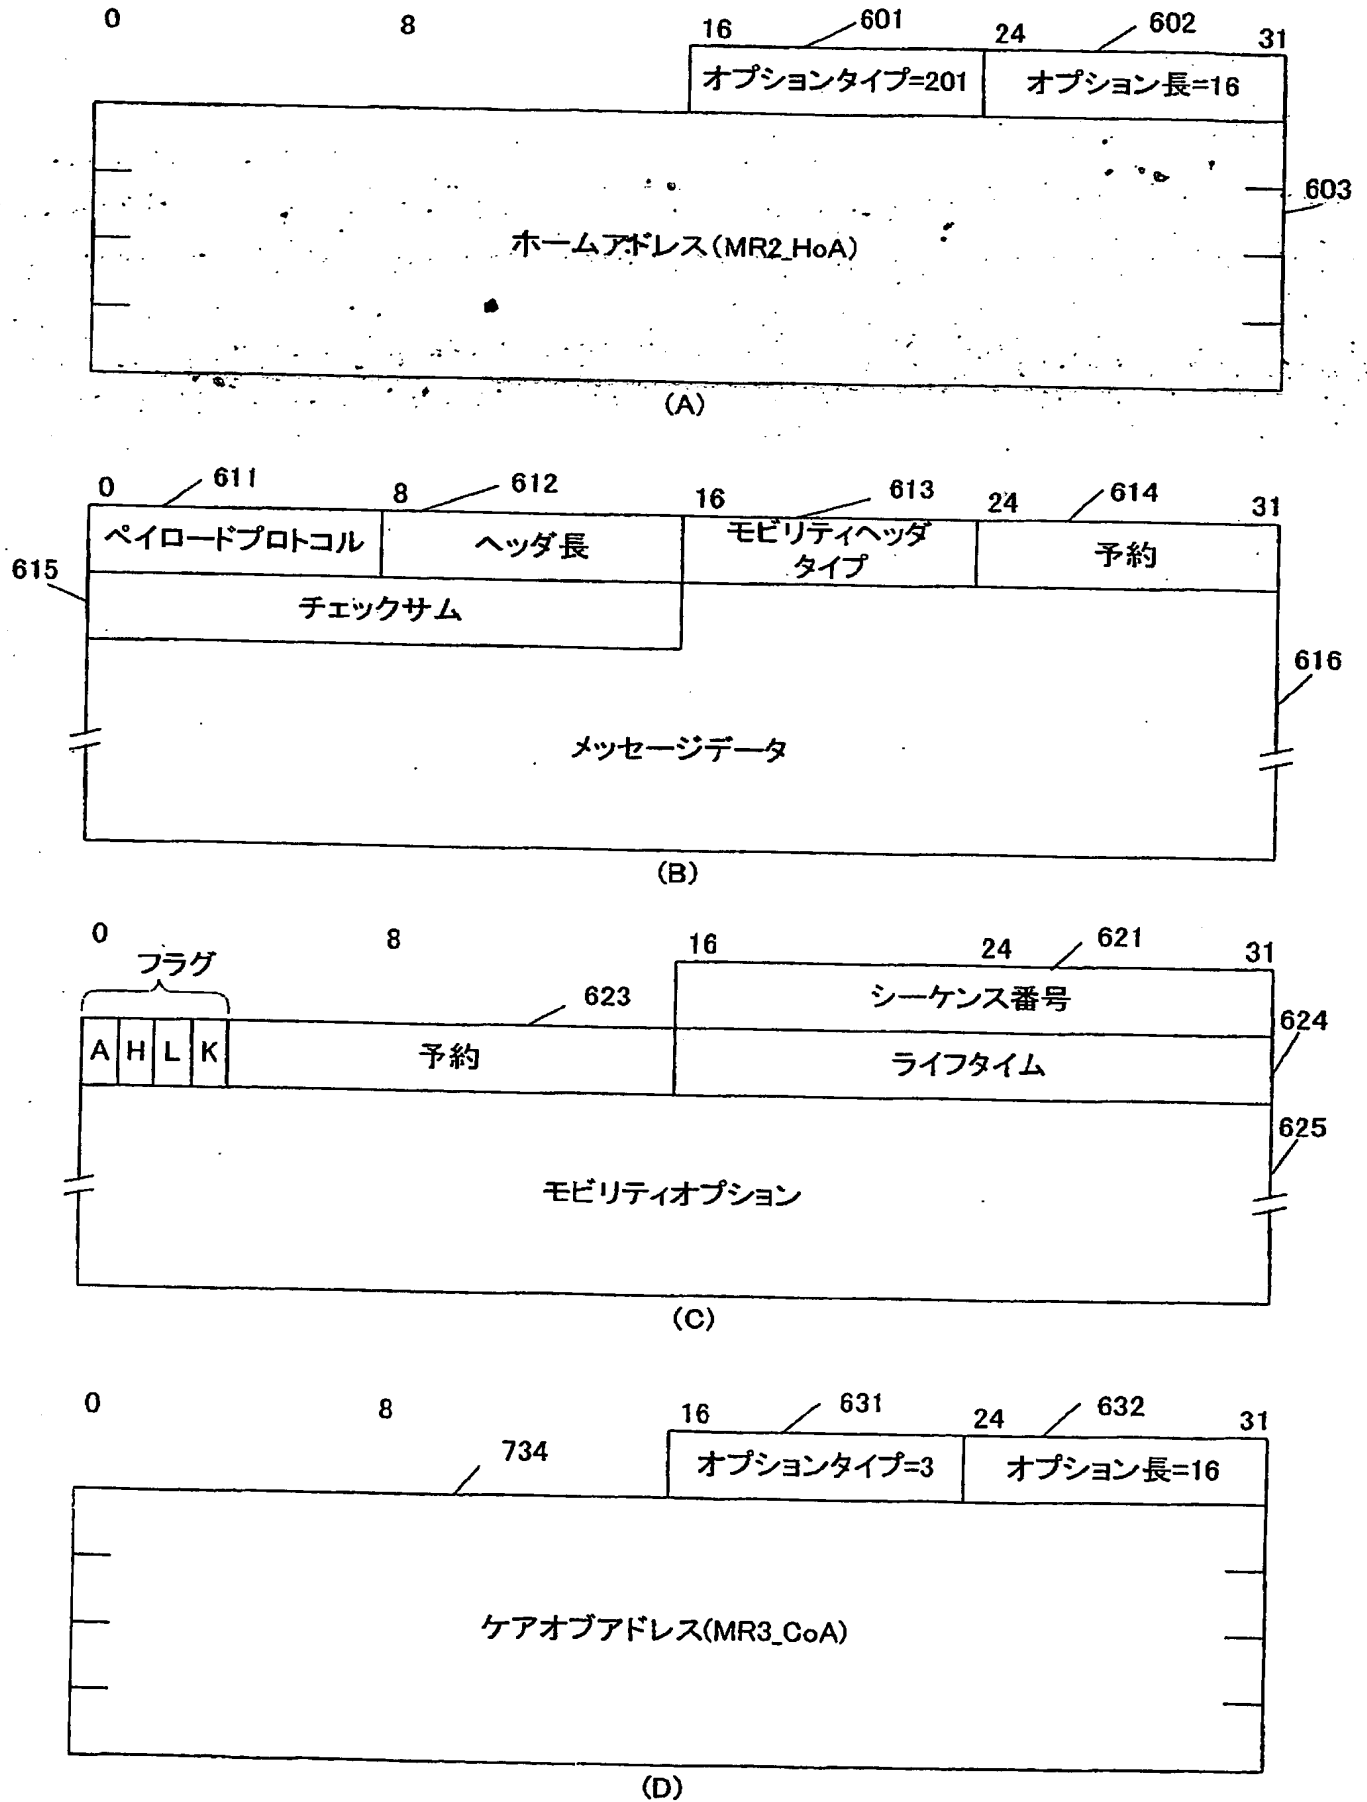 0 8 16 601 24 602 31
オプションタイプ=201 オプション長=16
603
ホームアドレス(MR2_HoA)
(A)
0 611 8 612 16 613 24 614 31
ペイロードプロトコル ヘッダ長 モビリティヘッダ
タイプ 予約
615
チェックサム
616
メッセージデータ
(B)
0 8 16 24 621 31
フラグ
623
シーケンス番号
624
A H L K 予約 ライフタイム
625
モビリティオプション
(C)
0 8 16 631 24 632 31
734
オプションタイプ=3 オプション長=16
ケアオブアドレス(MR3_CoA)
(D)